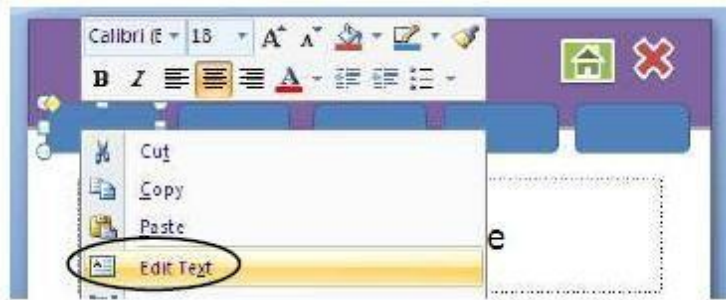 Calibri (E 18 A A
B I A
Cut
Copy
Paste
e
Edit Text